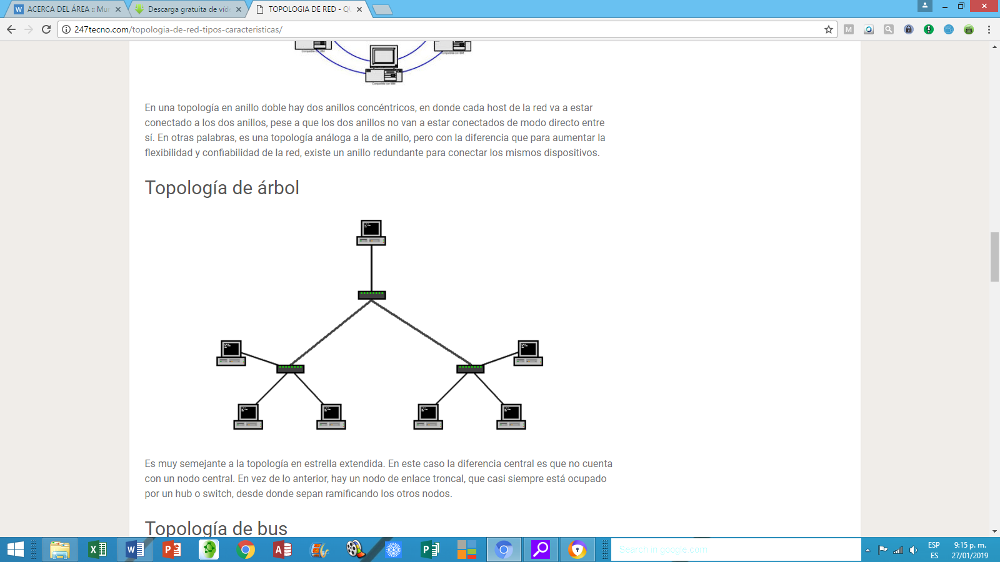 ACERCA DEL ÁREA :: Mu
Descarga gratuita de víd
TOPOLOGIA DE RED - Q
247tecno.com/topologia-de-red-tipos-caracteristicas/
En una topología en anillo doble hay dos anillos concéntricos, en donde cada host de la red va a estar
conectado a los dos anillos, pese a que los dos anillos no van a estar conectados de modo directo entre
sí. En otras palabras, es una topología análoga a la de anillo, pero con la diferencia que para aumentar la
flexibilidad y confiabilidad de la red, existe un anillo redundante para conectar los mismos dispositivos.
Topología de árbol
Es muy semejante a la topología en estrella extendida. En este caso la diferencia central es que no cuenta
con un nodo central. En vez de lo anterior, hay un nodo de enlace troncal, que casi siempre está ocupado
por un hub o switch, desde donde sepan ramificando los otros nodos.
Topología de bus
Search in google.com
ESP
ES
9:15 p. m.
27/01/2019